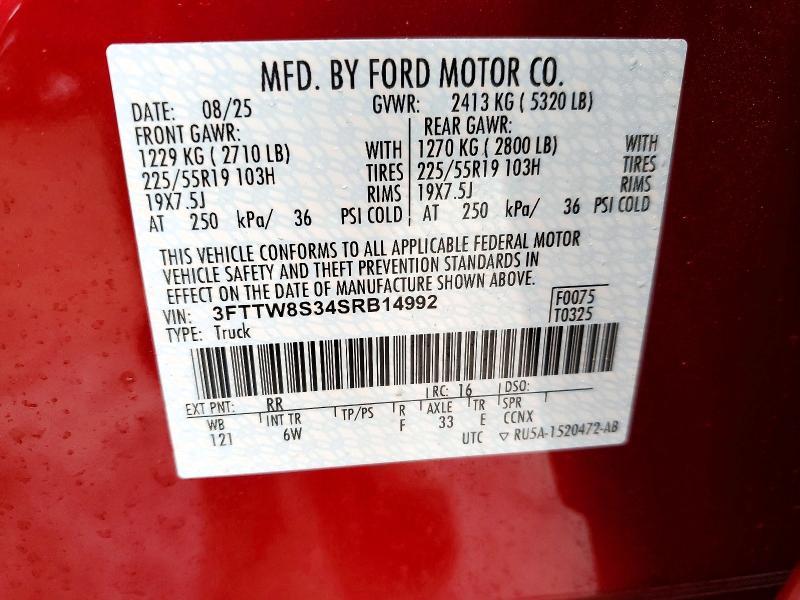 MFD. BY FORD MOTOR CO.
DATE: 08/25 GVWR: 2413 KG ( 5320 LB)
FRONT GAWR: REAR GAWR:
1229 KG ( 2710 LB) WITH 1270 KG ( 2800 LB) WITH
225/55R19 103H TIRES 225/55R19 103H TIRES
19X7.5J RIMS 19X7.5J RIMS
AT 250 kPa/ 36 PSI COLD AT 250 kPa/ 36 PSI COLD
THIS VEHICLE CONFORMS TO ALL APPLICABLE FEDERAL MOTOR
VEHICLE SAFETY AND THEFT PREVENTION STANDARDS IN
EFFECT ON THE DATE OF MANUFACTURE SHOWN ABOVE.
VIN: 3FTTW8S34SRB14992 F0075
TYPE: Truck T0325
EXT PNT: RR RC: 16 DSO:
WB INT TR TP/PS R AXLE TR SPR
121 6W F 33 E CCNX
UTC ▽ RU5A-1520472-AB